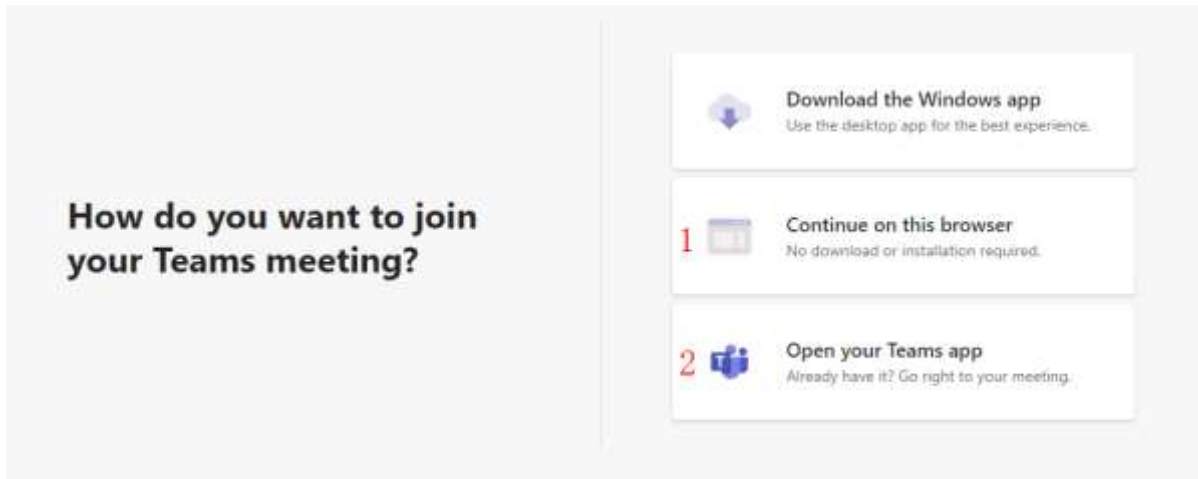 How do you want to join
your Teams meeting?
Download the Windows app
Use the desktop app for the best experience.
1
Continue on this browser
No download or installation required.
2
Open your Teams app
Already have it? Go right to your meeting.